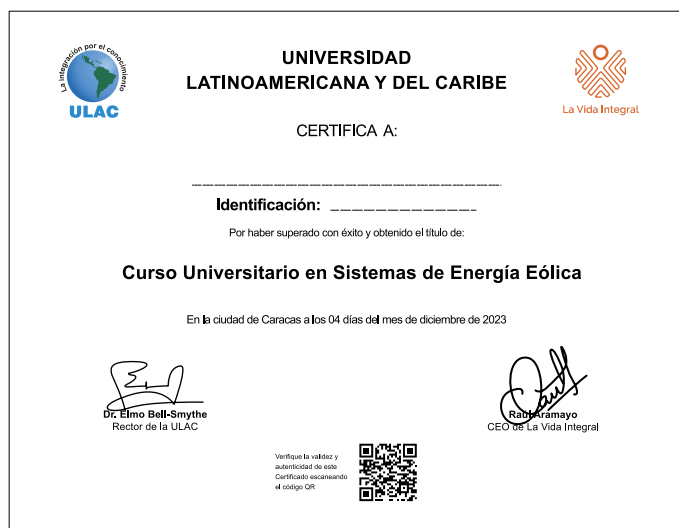 La integración por el conocimiento
ULAC
UNIVERSIDAD
LATINOAMERICANA Y DEL CARIBE
La Vida Integral
CERTIFICA A:
Identificación:
Por haber superado con éxito y obtenido el título de:
Curso Universitario en Sistemas de Energía Eólica
En la ciudad de Caracas a los 04 días del mes de diciembre de 2023
Dr. Elmo Bell-Smythe
Rector de la ULAC
Raúl Aramayo
CEO de La Vida Integral
Verifique la validez y
autenticidad de este
Certificado escaneando
el código QR